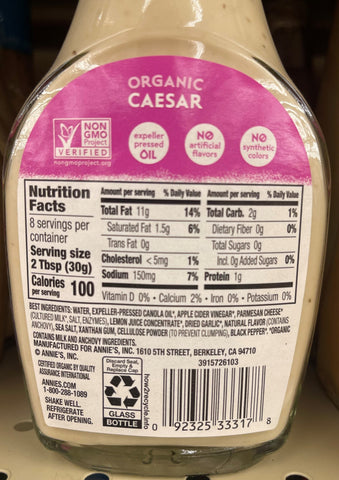 ORGANIC
CAESAR
NON
GMO
Project
VERIFIED
nongmoproject.org
expeller
pressed
OIL
NO
artificial
flavors
NO
synthetic
colors
Nutrition
Facts
8 servings per
container
Serving size
2 Tbsp (30g)
Calories
per serving 100
Amount per serving % Daily Value
Total Fat 11g 14%
Saturated Fat 1.5g 6%
Trans Fat 0g
Cholesterol <5mg 1%
Sodium 150mg 7%
Amount per serving % Daily Value
Total Carb. 2g 1%
Dietary Fiber 0g 0%
Total Sugars 0g
Incl. 0g Added Sugars 0%
Protein 1g
Vitamin D 0% • Calcium 2% • Iron 0% • Potassium 0%
INGREDIENTS: WATER, EXPELLER-PRESSED CANOLA OIL*, APPLE CIDER VINEGAR*, PARMESAN CHEESE*
(CULTURED MILK*, SALT, ENZYMES), LEMON JUICE CONCENTRATE*, DRIED GARLIC*, NATURAL FLAVOR (CONTAINS
ANCHOVY), SEA SALT, XANTHAN GUM, CELLULOSE POWDER (TO PREVENT CLUMPING), BLACK PEPPER*. *ORGANIC
CONTAINS MILK AND ANCHOVY INGREDIENTS.
MANUFACTURED FOR ANNIE'S, INC. 1610 5TH STREET, BERKELEY, CA 94710
© ANNIE'S, INC. 3915726103
CERTIFIED ORGANIC BY QUALITY
ASSURANCE INTERNATIONAL
ANNIES.COM
1-800-288-1089
SHAKE WELL.
REFRIGERATE
AFTER OPENING.
Discard Seal,
Empty &
Replace Cap
GLASS
BOTTLE
how2recycle.info
0 92325 33317 8